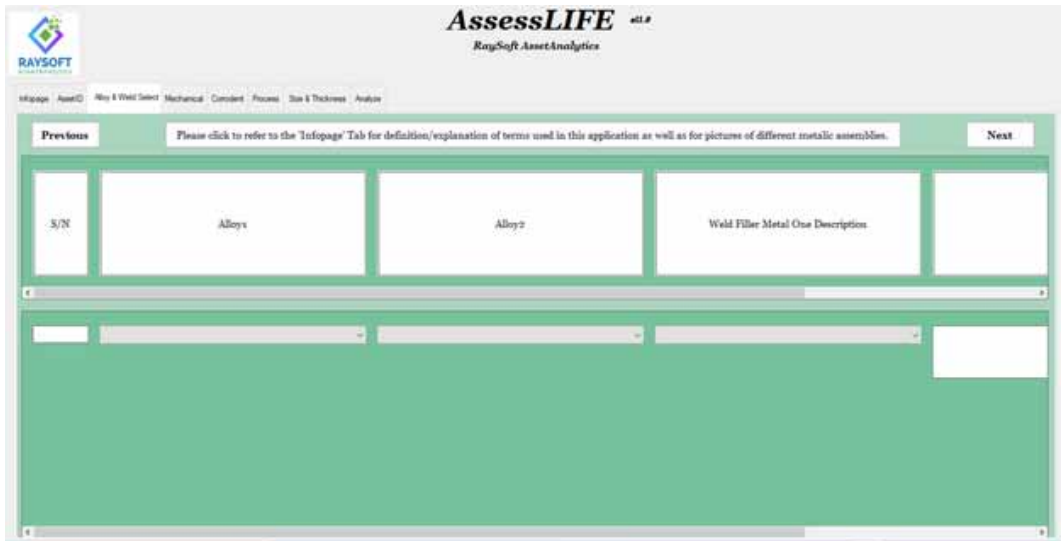 AssessLIFE
RaySoft AssetAnalytics
RAYSOFT
Infopage AssetID Alloy & Weld Select Mechanical Corrodent Process Size & Thickness Analyze
Previous
Please click to refer to the 'Infopage' Tab for definition/explanation of terms used in this application as well as for pictures of different metalic assemblies.
Next
S/N
Alloy1
Alloy2
Weld Filler Metal One Description